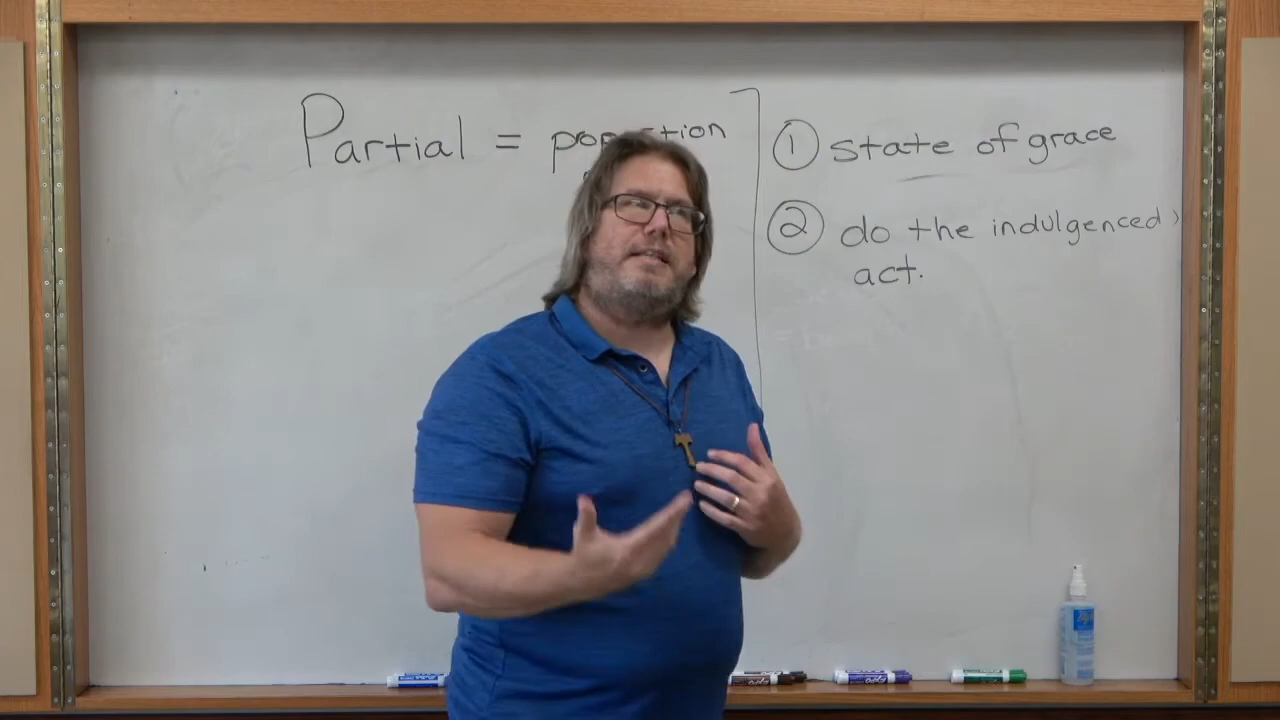 Partial =
① state of grace
② do the indulgenced
act.